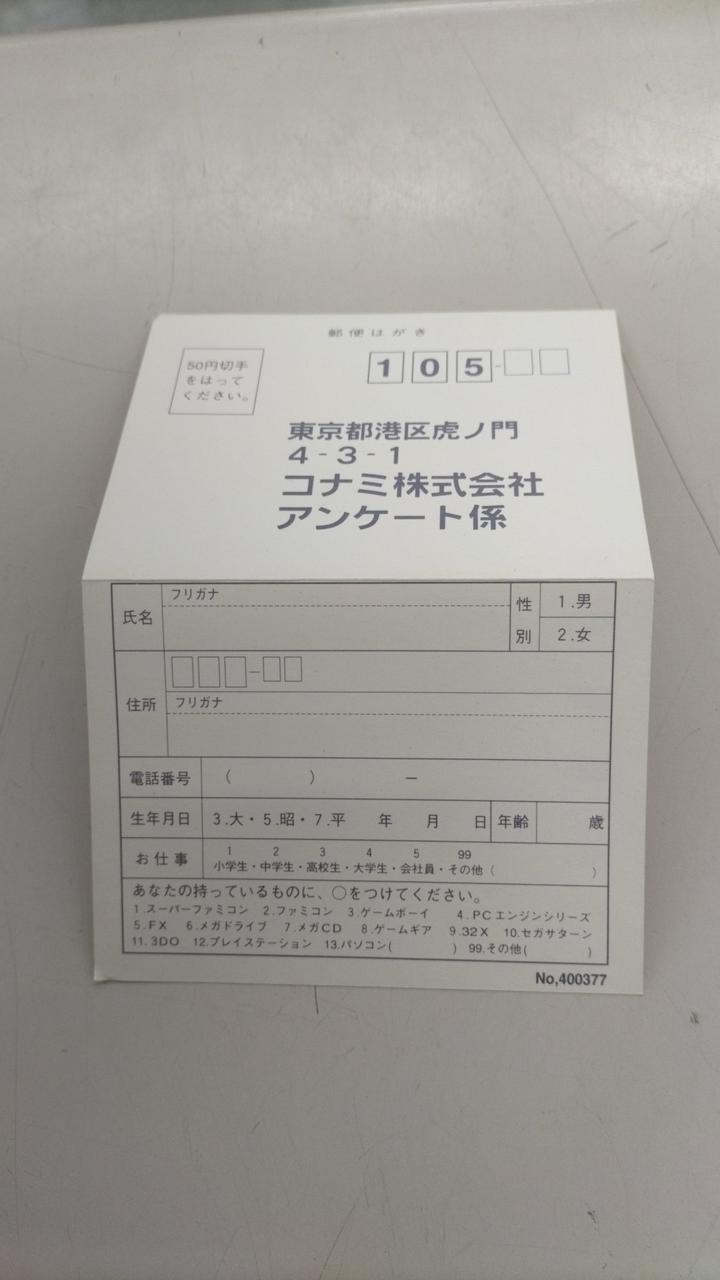 郵便はがき
50円切手
をはって
ください。
105-
東京都港区虎ノ門
4-3-1
コナミ株式会社
アンケート係
氏名 フリガナ 性別 1.男 2.女
住所 -
フリガナ
電話番号 ( ) ー
生年月日 3.大・5.昭・7.平 年 月 日 年齢 歳
1 2 3 4 5 99
お仕事 小学生・中学生・高校生・大学生・会社員・その他( )
あなたの持っているものに、○をつけてください。
1.スーパーファミコン 2.ファミコン 3.ゲームボーイ 4.PCエンジンシリーズ
5.FX 6.メガドライブ 7.メガCD 8.ゲームギア 9.32X 10.セガサターン
11.3DO 12.プレイステーション 13.パソコン( ) 99.その他( )
No,400377